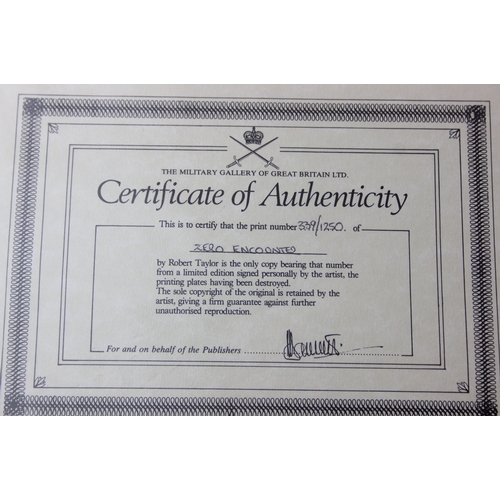 THE MILITARY GALLERY OF GREAT BRITAIN LTD.
Certificate of Authenticity
This is to certify that the print number 339/1250. of
ZERO ENCOUNTER
by Robert Taylor is the only copy bearing that number
from a limited edition signed personally by the artist, the
printing plates having been destroyed.
The sole copyright of the original is retained by the
artist, giving a firm guarantee against further
unauthorised reproduction.
For and on behalf of the Publishers